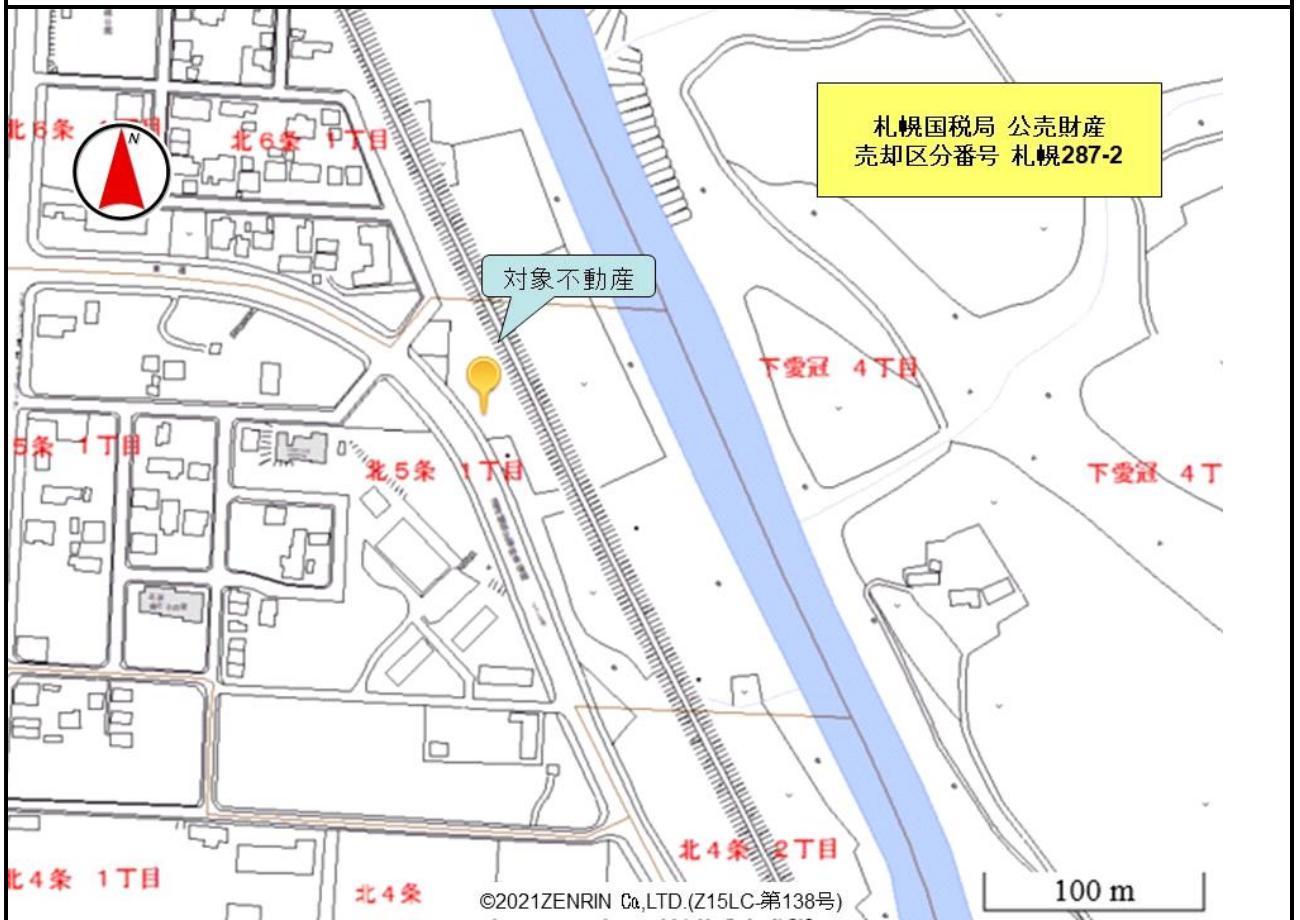 札幌国税局 公売財産
売却区分番号 札幌287-2
北6条
北6条 1丁目
N
対象不動産
下愛冠 4丁目
5条 1丁目
北5条 1丁目
下愛冠 4丁
北4条 2丁目
北4条 1丁目
北4条
©2021ZENRIN Co,LTD.(Z15LC-第138号)
100 m